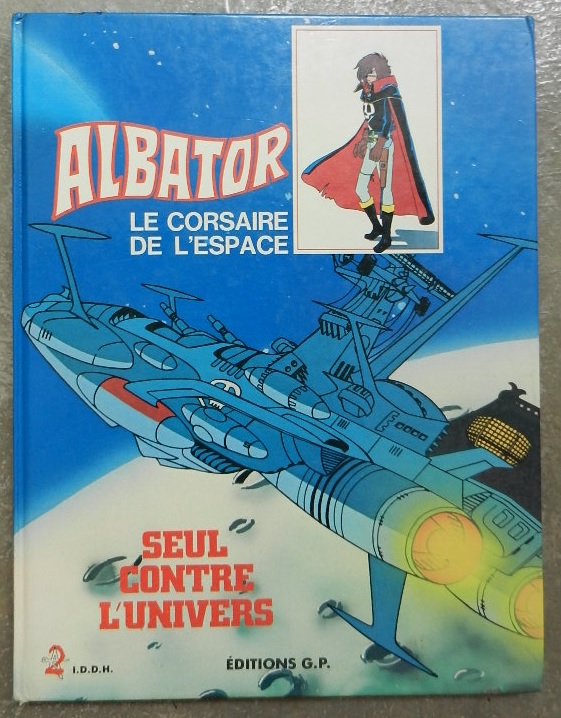 ALBATOR
LE CORSAIRE
DE L'ESPACE
SEUL
CONTRE
L'UNIVERS
2 I.D.D.H.
ÉDITIONS G.P.